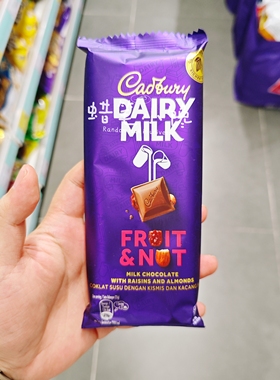 Cadbury
DAIRY
MILK
FRUIT
& NUT
MILK CHOCOLATE
WITH RAISINS AND ALMONDS
COKLAT SUSU DENGAN KISMIS DAN KACANG